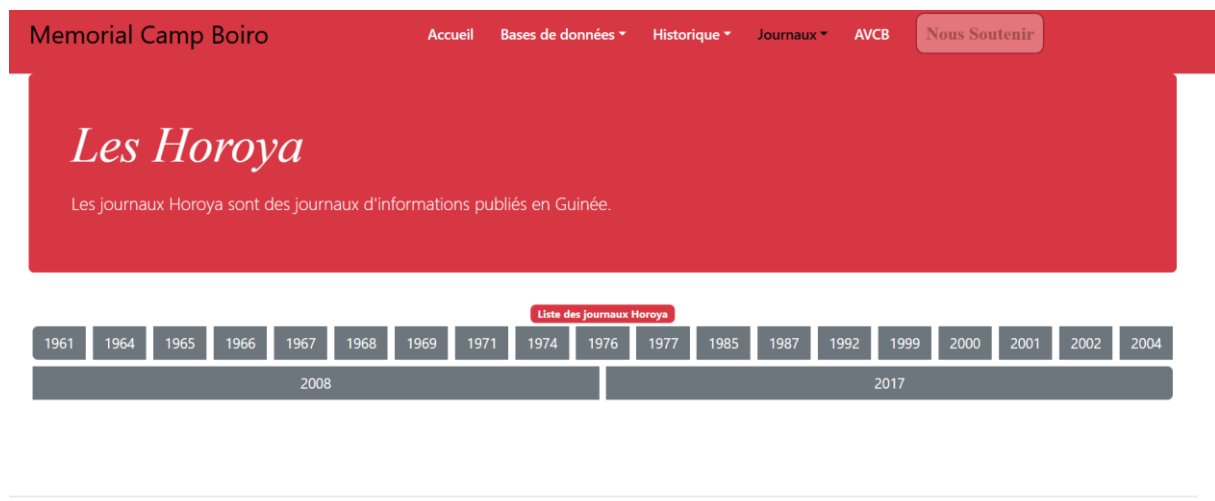 Memorial Camp Boiro Accueil Bases de données Historique Journaux AVCB Nous Soutenir
Les Horoya
Les journaux Horoya sont des journaux d'informations publiés en Guinée.
Liste des journaux Horoya
1961 1964 1965 1966 1967 1968 1969 1971 1974 1976 1977 1985 1987 1992 1999 2000 2001 2002 2004
2008 2017